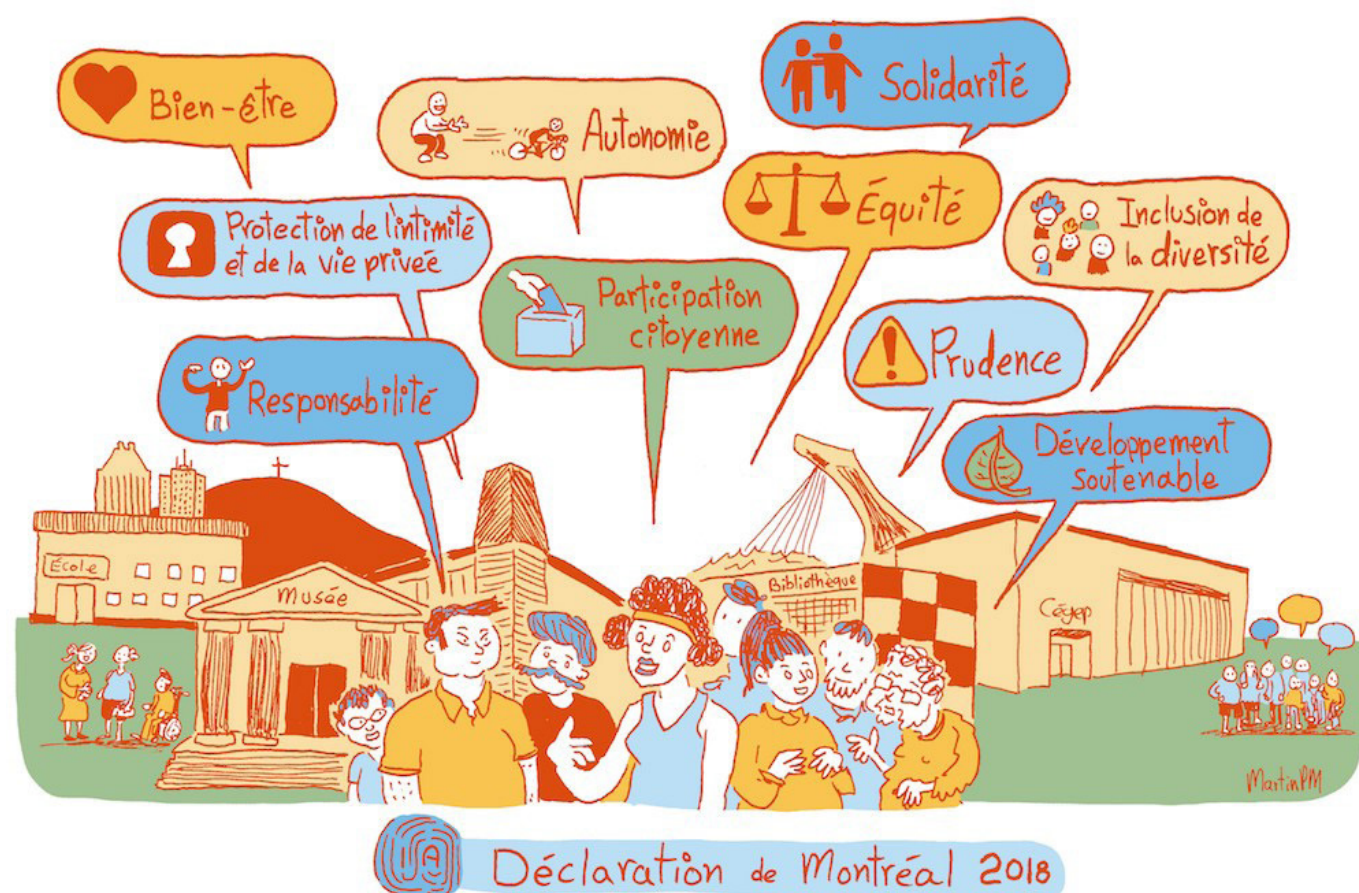 Bien-être
Autonomie
Solidarité
Protection de l'intimité
et de la vie privée
Équité
Inclusion de
la diversité
Participation
citoyenne
Responsabilité
Prudence
Développement
soutenable
École
Musée
Bibliothèque
Cégep
MartinPM
IA
Déclaration de Montréal 2018